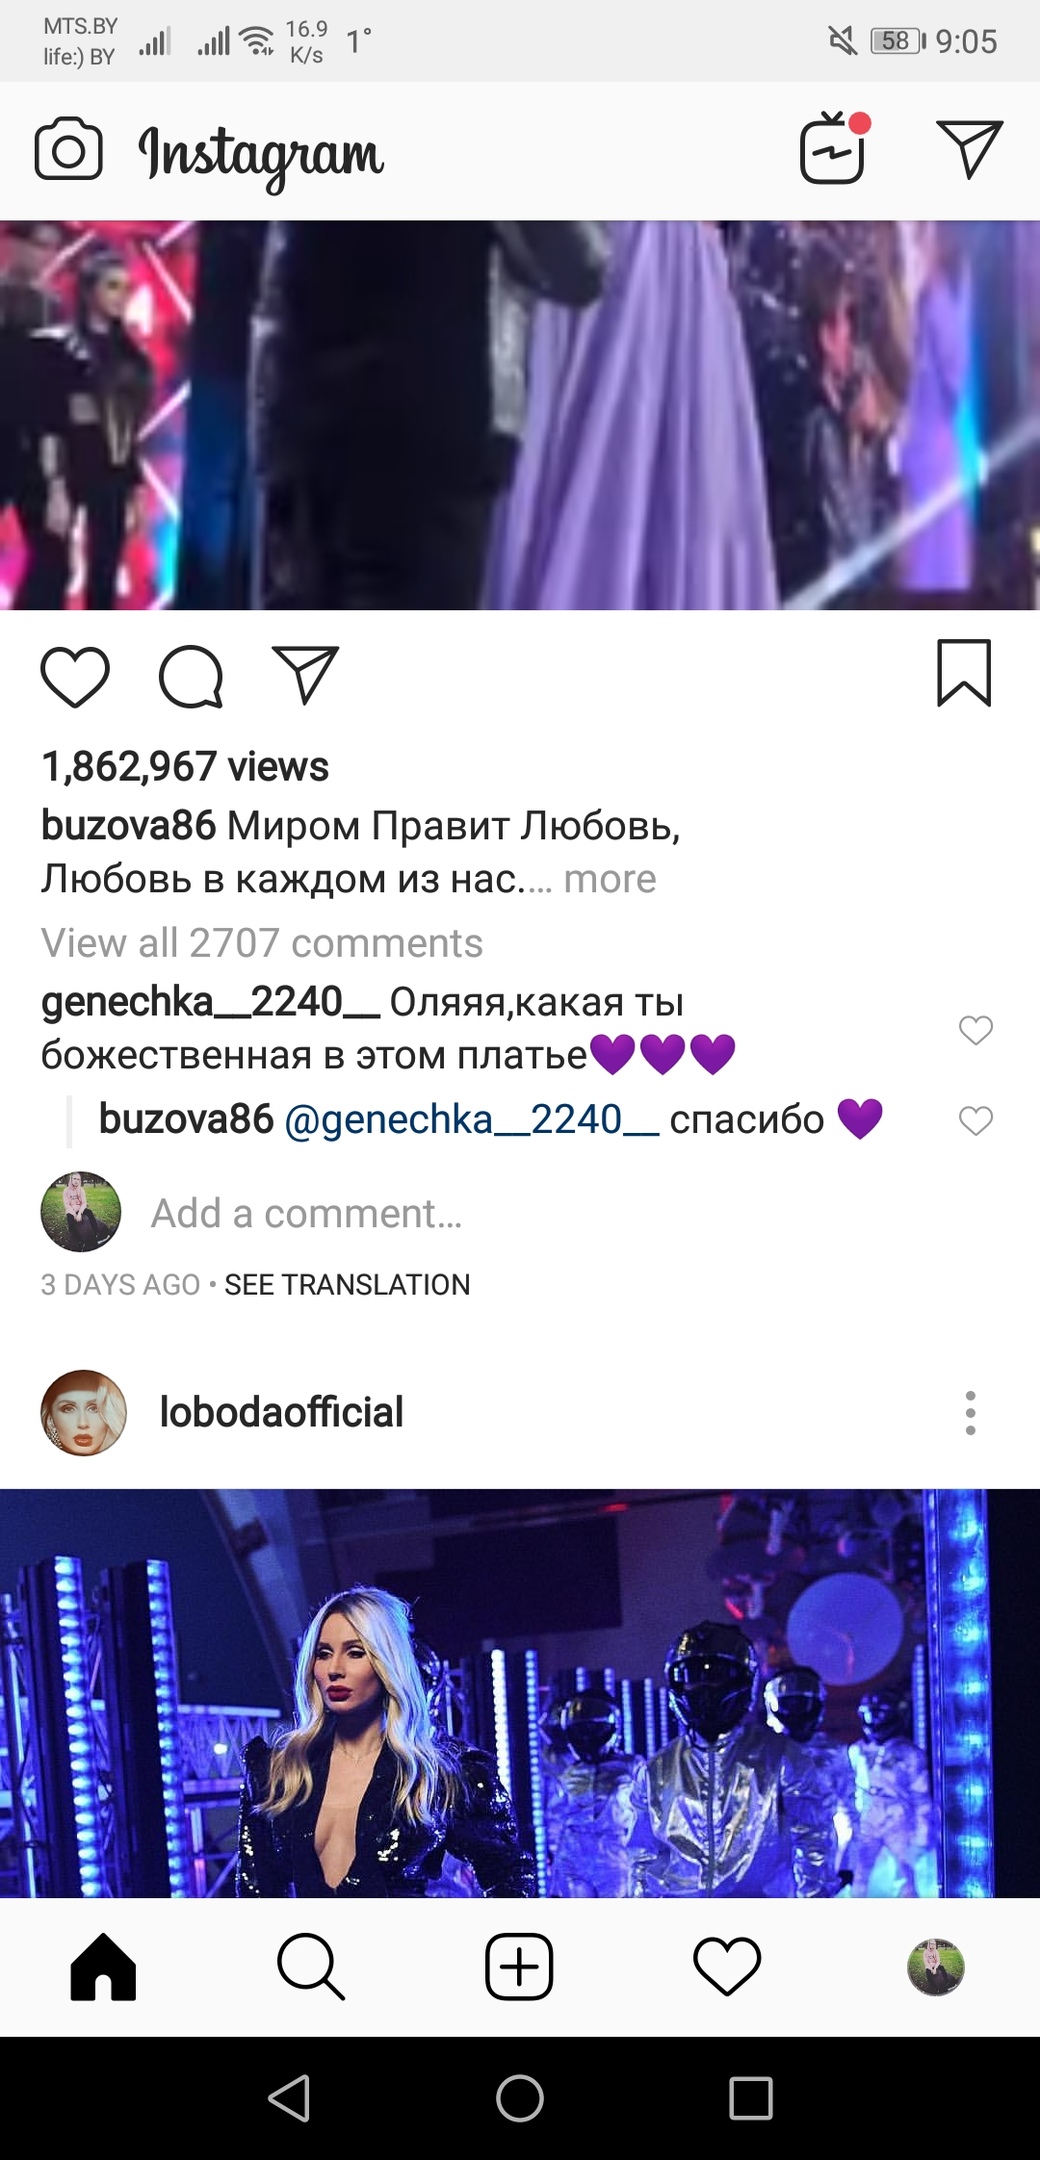 MTS.BY
life:) BY
16.9
K/s
1°
58
9:05
Instagram
1,862,967 views
buzova86 Миром Правит Любовь,
Любовь в каждом из нас.... more
View all 2707 comments
genechka__2240__ Оляяя,какая ты
божественная в этом платье💜💜💜
buzova86 @genechka__2240__ спасибо 💜
Add a comment...
3 DAYS AGO • SEE TRANSLATION
lobodaofficial